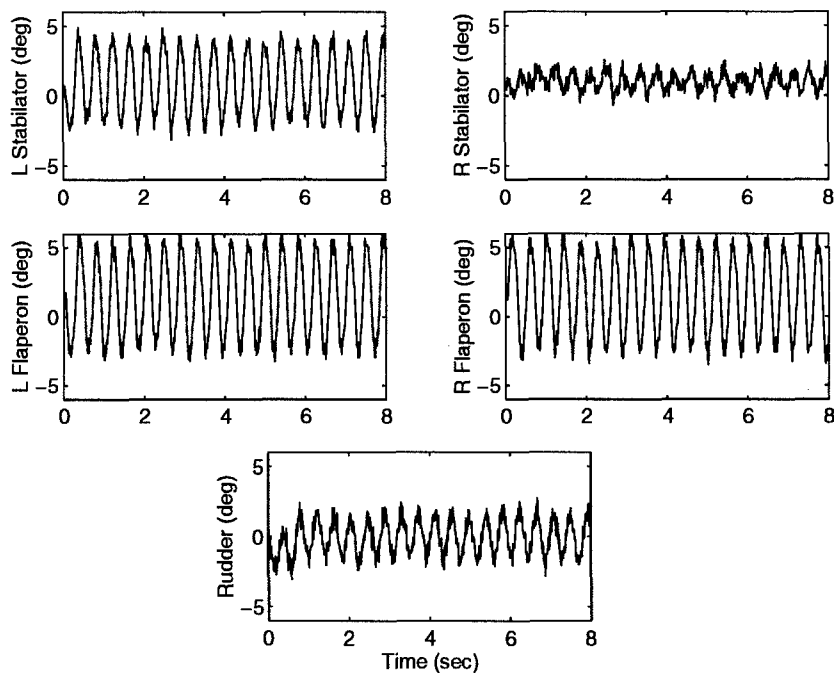 L Stabilator (deg)
5
0
−5
0 2 4 6 8
R Stabilator (deg)
5
0
−5
0 2 4 6 8
L Flaperon (deg)
5
0
−5
0 2 4 6 8
R Flaperon (deg)
5
0
−5
0 2 4 6 8
Rudder (deg)
5
0
−5
0 2 4 6 8
Time (sec)